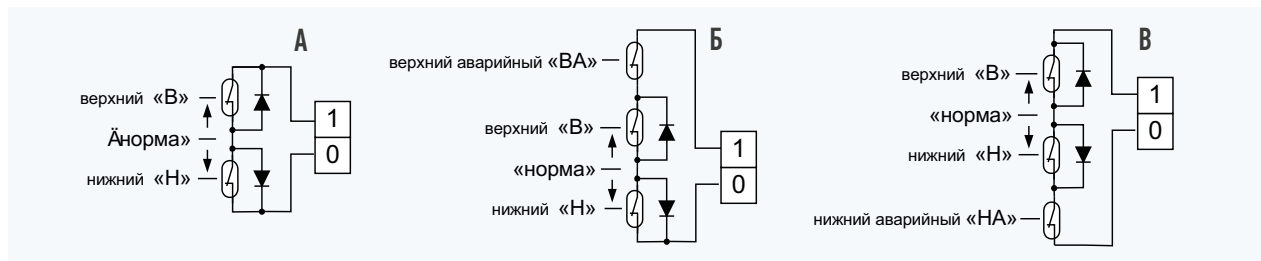 А
верхний «В»
Äнорма»
нижний «Н»
1
0
Б
верхний аварийный «ВА»
верхний «В»
«норма»
нижний «Н»
1
0
В
верхний «В»
«норма»
нижний «Н»
нижний аварийный «НА»
1
0